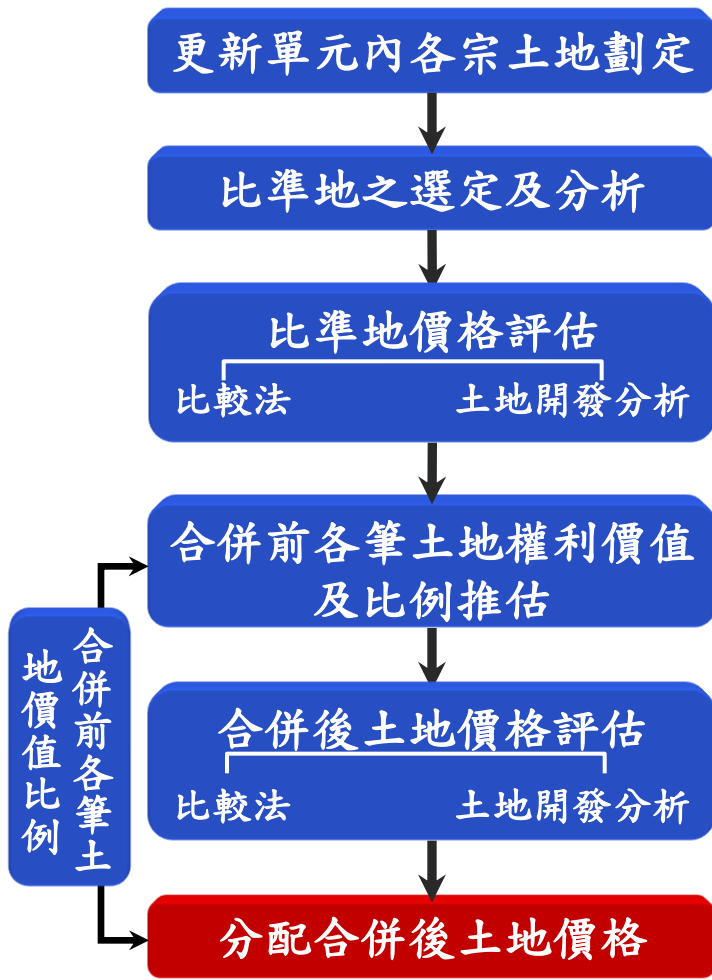 更新單元內各宗土地劃定
比準地之選定及分析
比準地價格評估
比較法
土地開發分析
合併前各筆土地權利價值
及比例推估
合併前各筆土
地價值比例
合併後土地價格評估
比較法
土地開發分析
分配合併後土地價格